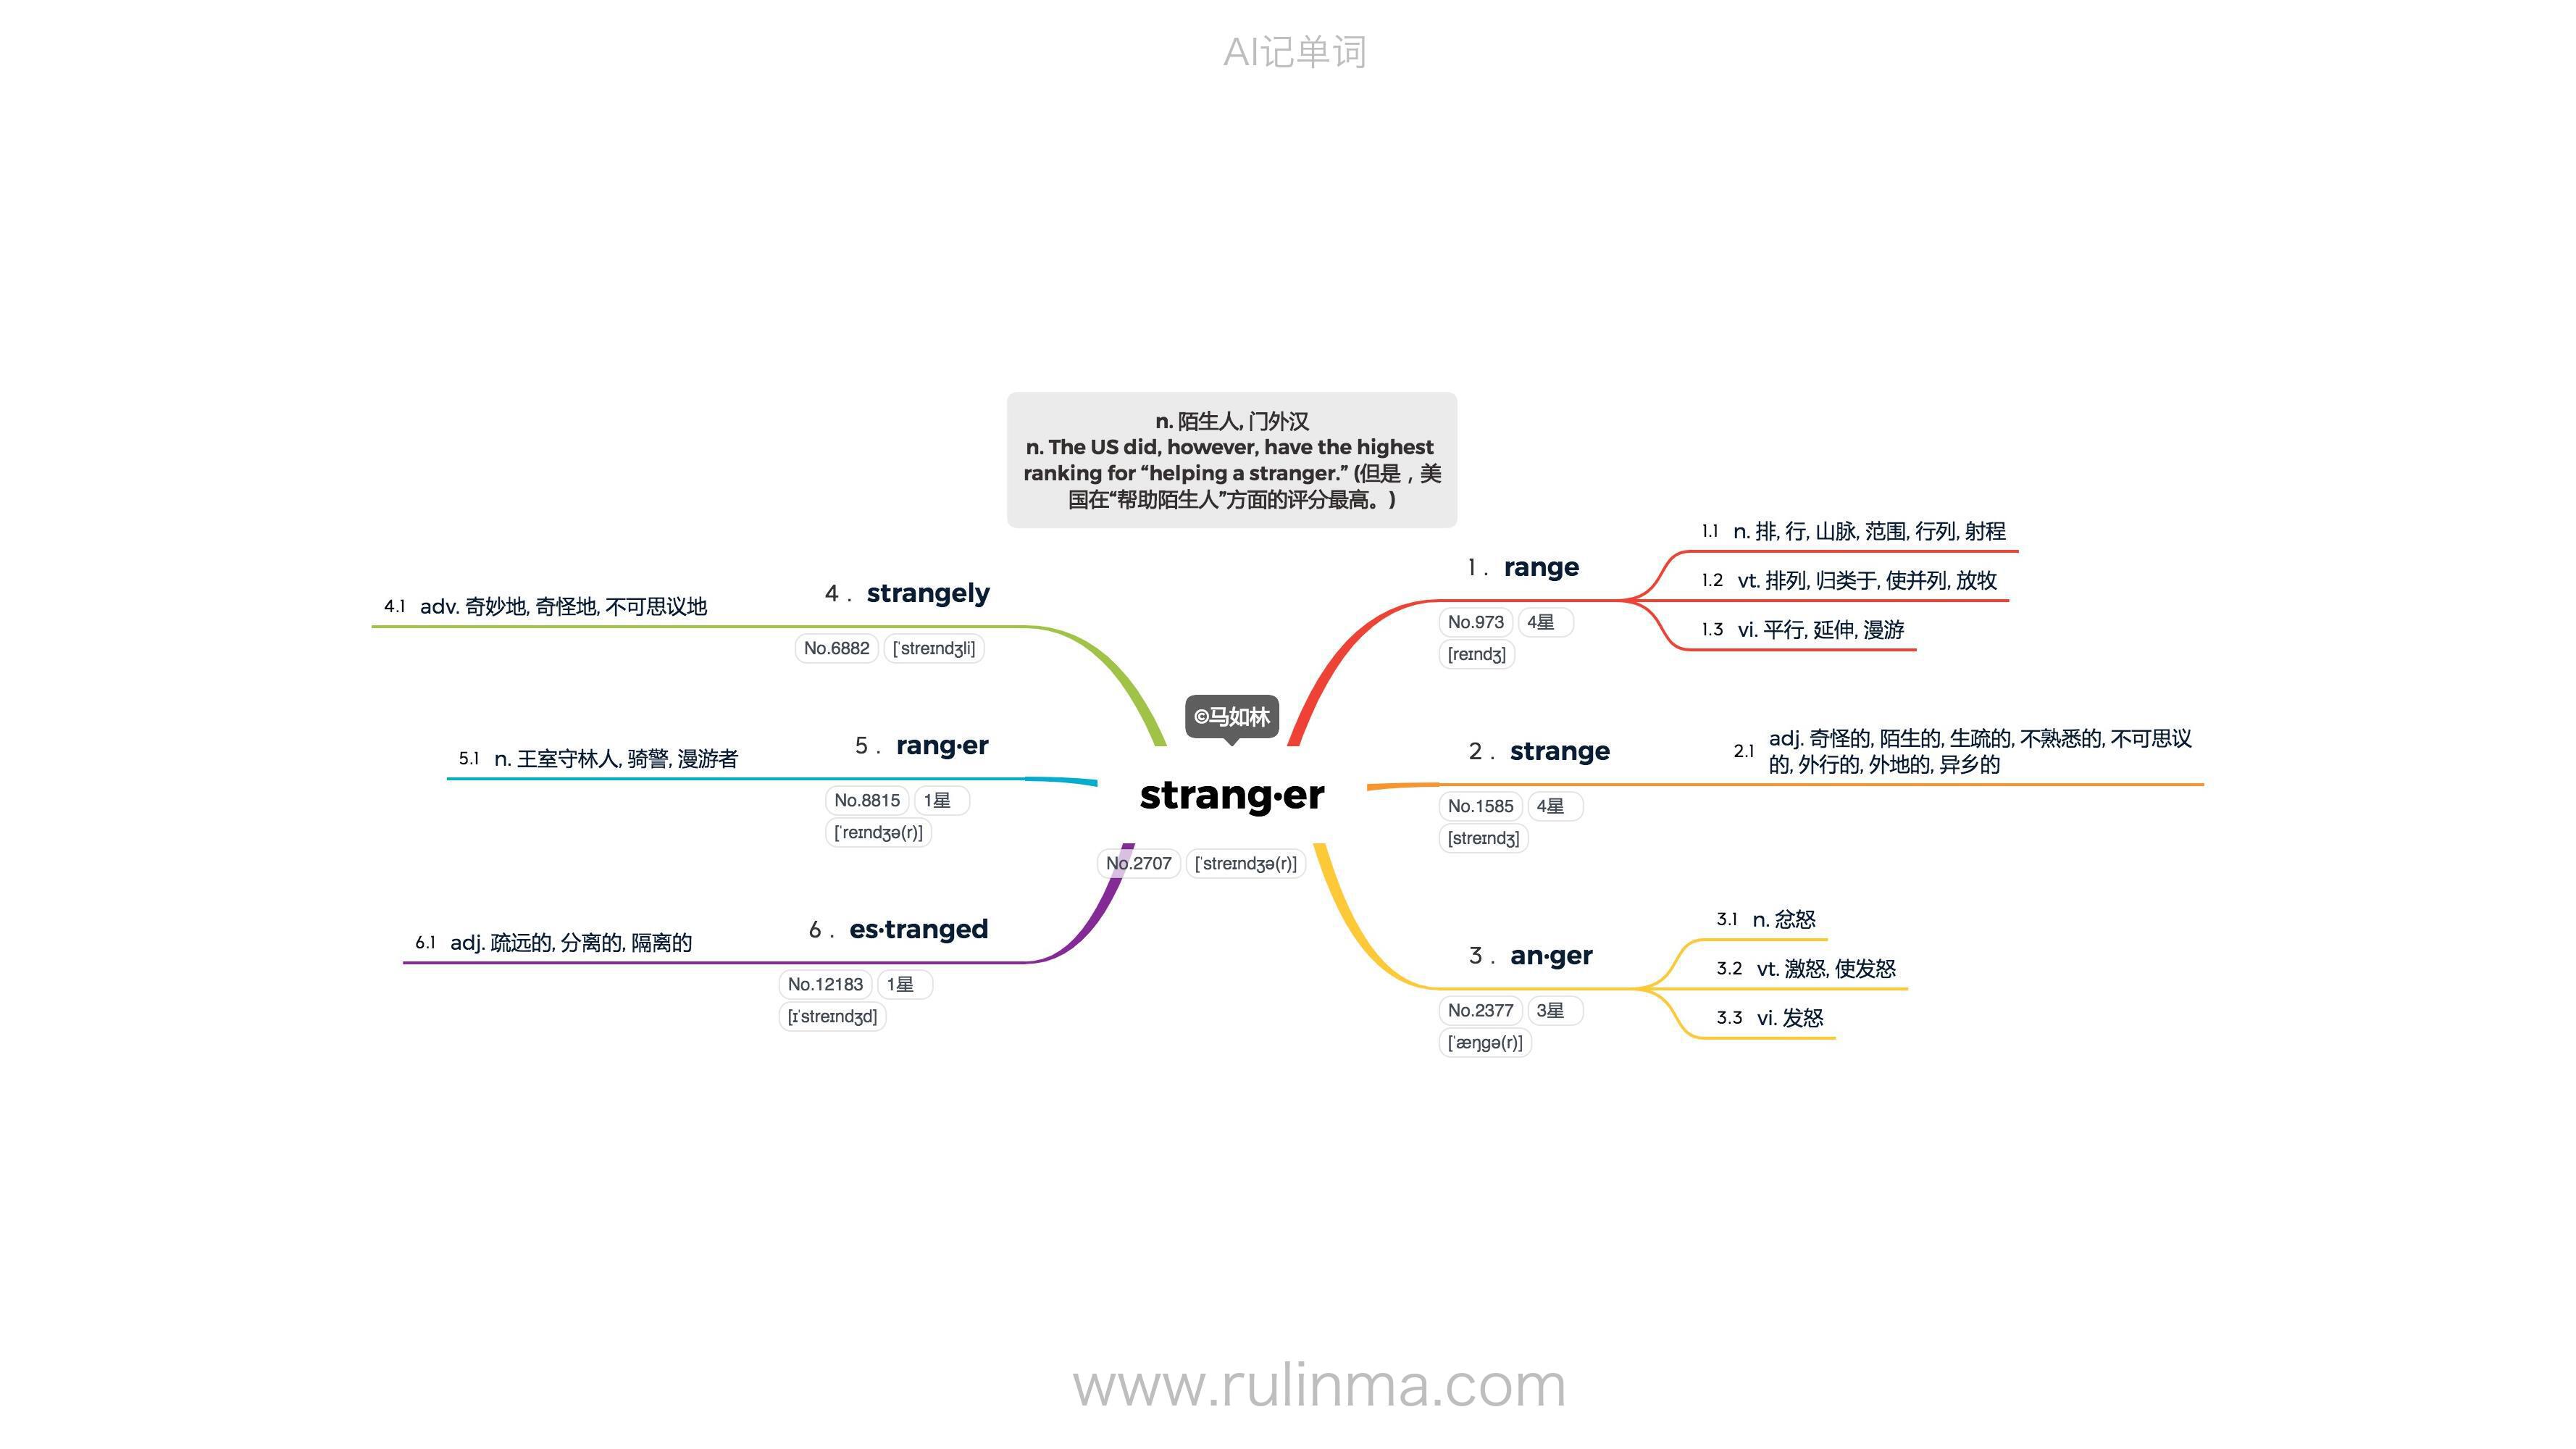 AI记单词
n. 陌生人, 门外汉
n. The US did, however, have the highest
ranking for “helping a stranger.” (但是，美
国在“帮助陌生人”方面的评分最高。)
©马如林
strang·er
No.2707 [ˈstreɪndʒə(r)]
1. range
No.973 4星
[reɪndʒ]
1.1 n. 排, 行, 山脉, 范围, 行列, 射程
1.2 vt. 排列, 归类于, 使并列, 放牧
1.3 vi. 平行, 延伸, 漫游
2. strange
No.1585 4星
[streɪndʒ]
2.1 adj. 奇怪的, 陌生的, 生疏的, 不熟悉的, 不可思议
的, 外行的, 外地的, 异乡的
3. an·ger
No.2377 3星
[ˈæŋgə(r)]
3.1 n. 忿怒
3.2 vt. 激怒, 使发怒
3.3 vi. 发怒
4. strangely
No.6882 [ˈstreɪndʒli]
4.1 adv. 奇妙地, 奇怪地, 不可思议地
5. rang·er
No.8815 1星
[ˈreɪndʒə(r)]
5.1 n. 王室守林人, 骑警, 漫游者
6. es·tranged
No.12183 1星
[ɪˈstreɪndʒd]
6.1 adj. 疏远的, 分离的, 隔离的
www.rulinma.com